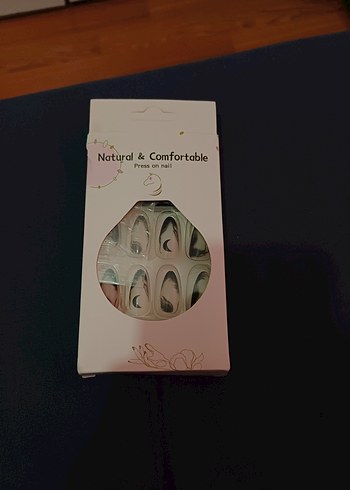 Natural & Comfortable
Press on nail